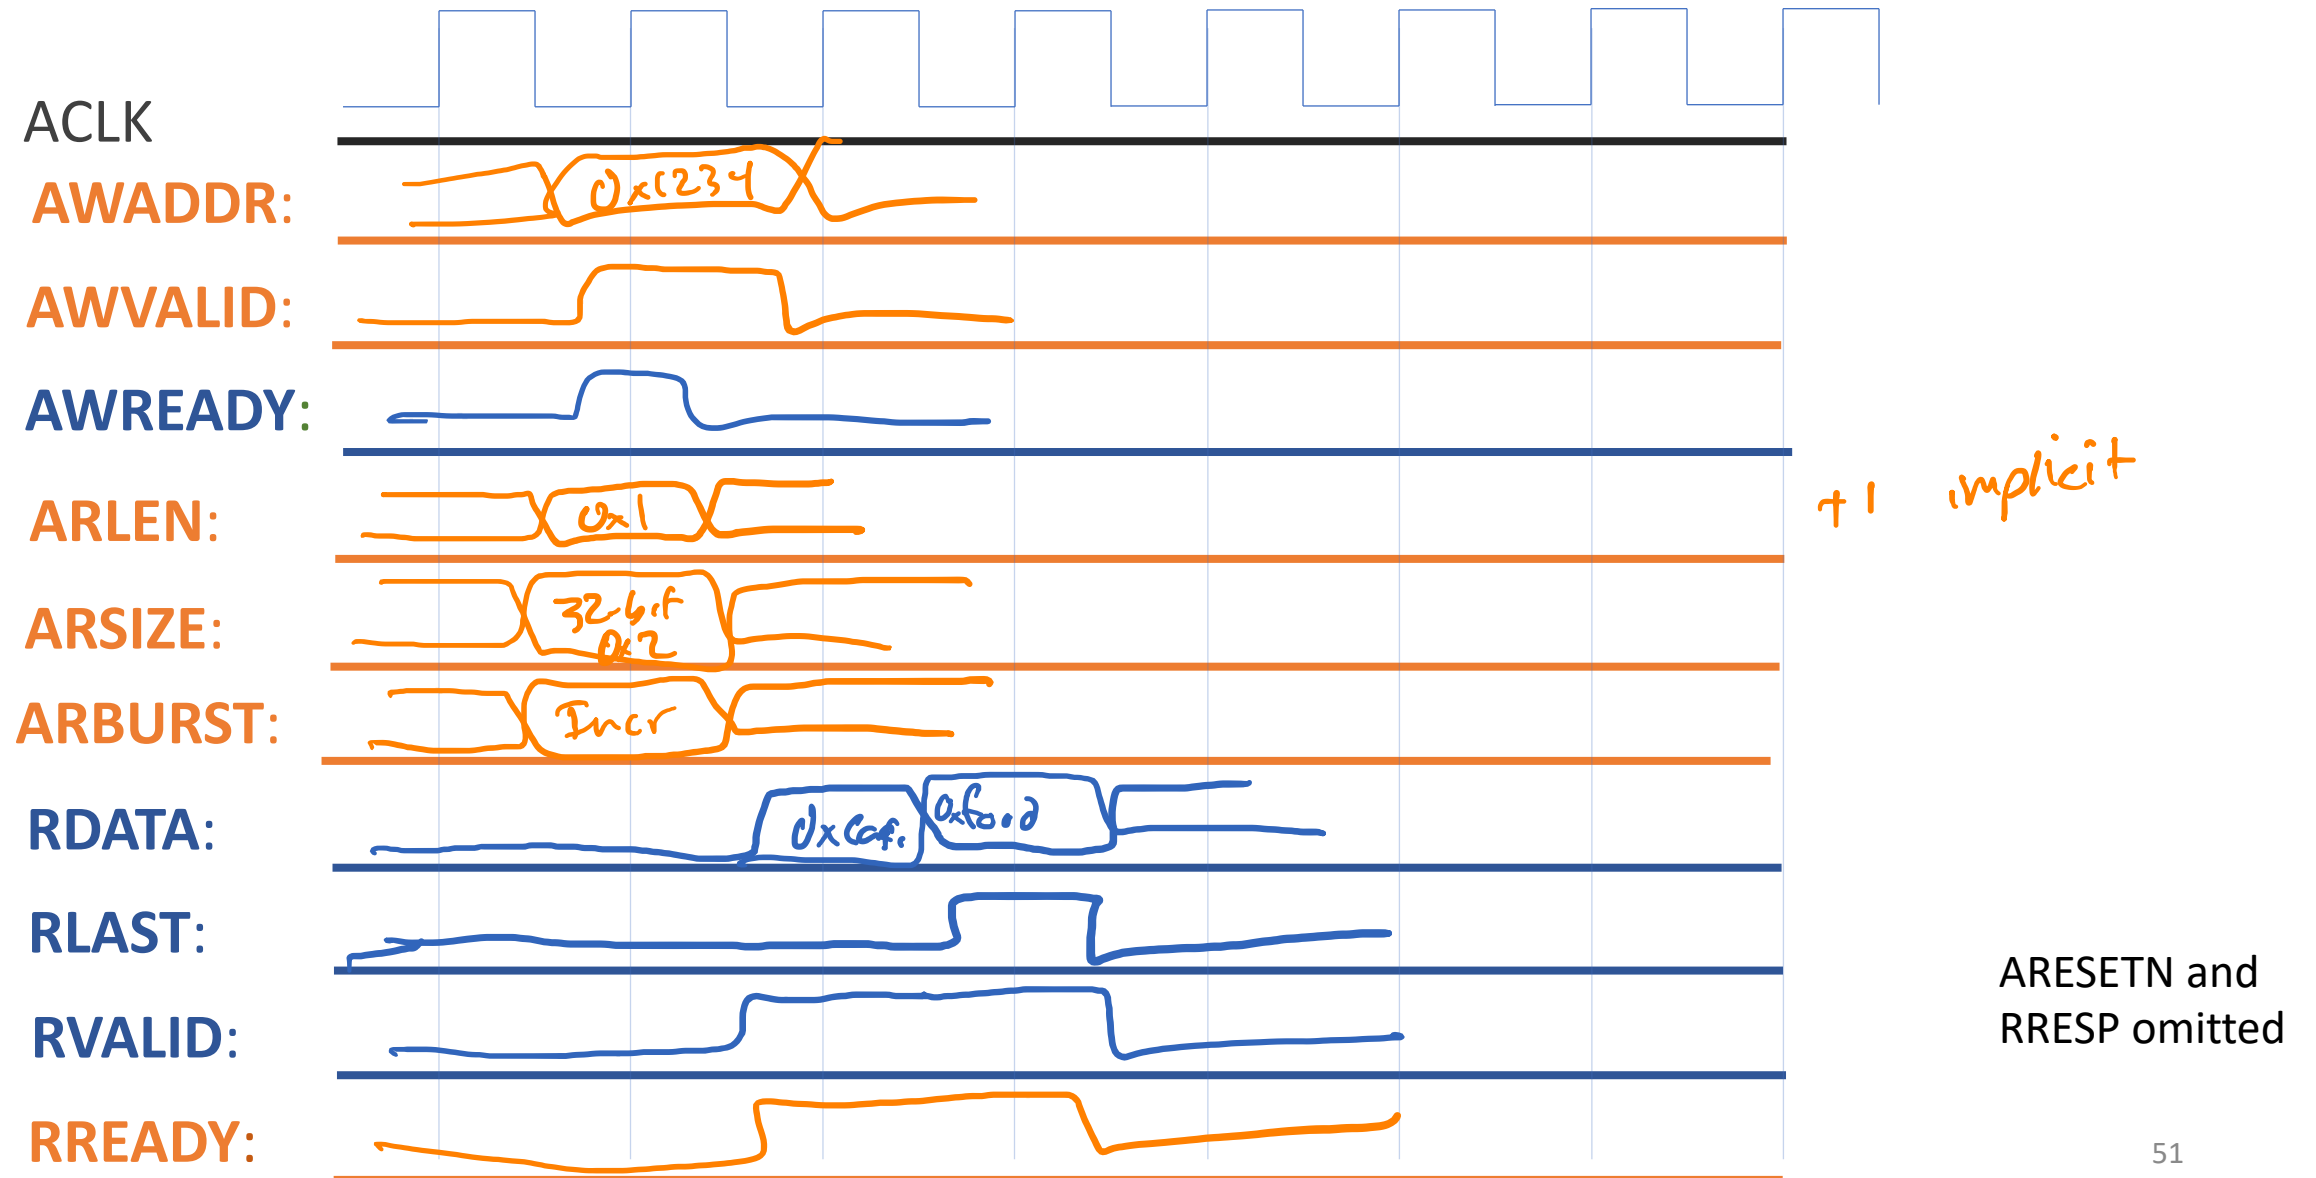 ACLK
AWADDR: 0x1234
AWVALID:
AWREADY:
ARLEN: 0x1
+1 implicit
ARSIZE: 32-bit
0x2
ARBURST: Incr
RDATA:
RLAST:
RVALID:
RREADY:
ARESETN and
RRESP omitted
51